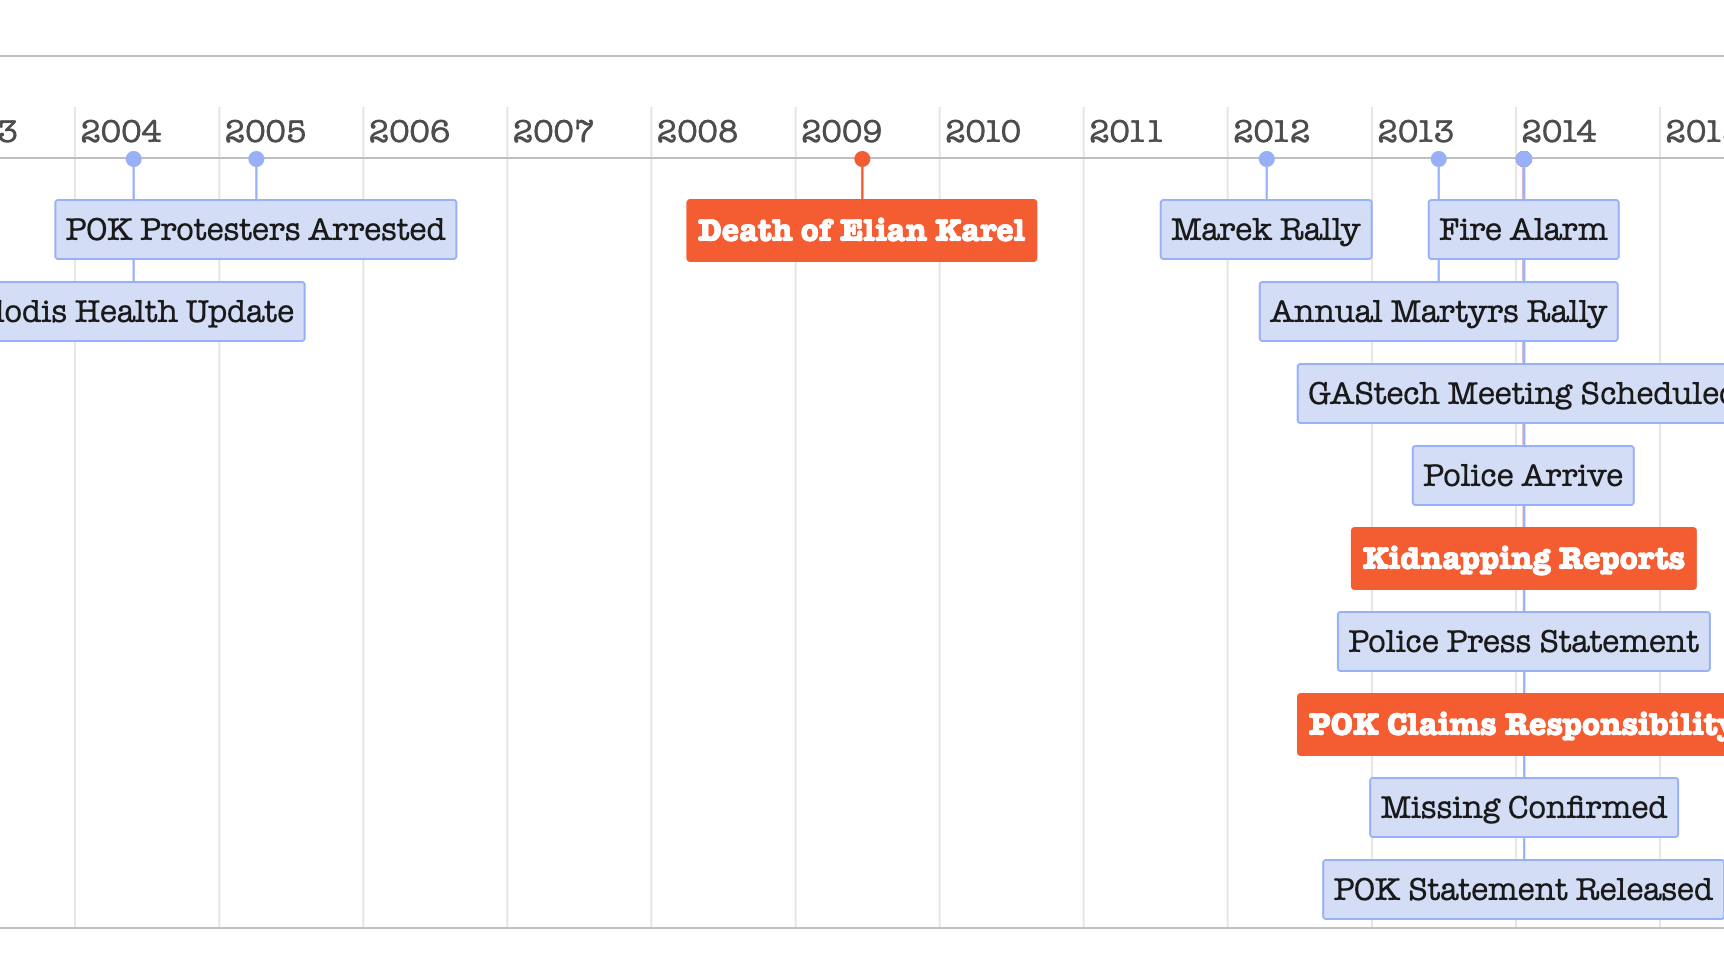 3 2004 2005 2006 2007 2008 2009 2010 2011 2012 2013 2014 201
POK Protesters Arrested Death of Elian Karel Marek Rally Fire Alarm
lodis Health Update Annual Martyrs Rally
GAStech Meeting Scheduled
Police Arrive
Kidnapping Reports
Police Press Statement
POK Claims Responsibility
Missing Confirmed
POK Statement Released